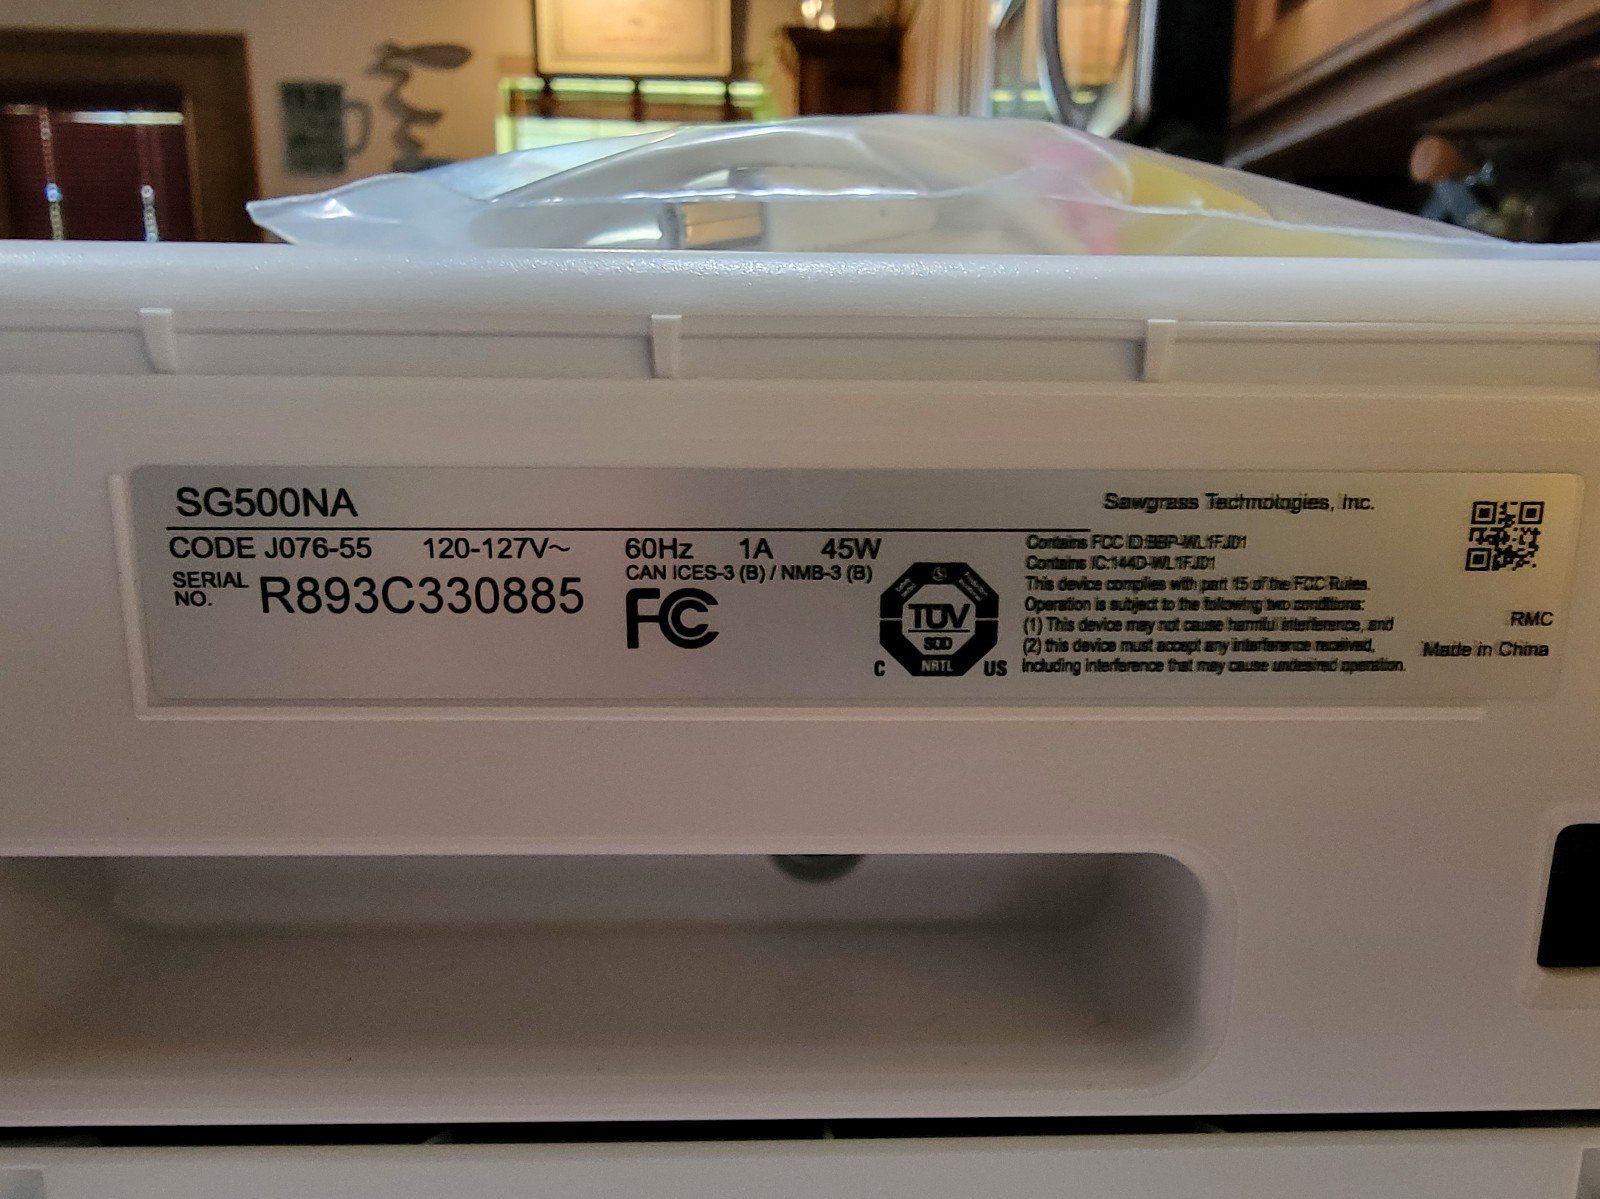 SG500NA
Sawgrass Technologies, Inc.
CODE J076-55 120-127V~ 60Hz 1A 45W
CAN ICES-3 (B) / NMB-3 (B)
SERIAL NO. R893C330885
FC
TÜV
SÜD
NRTL
C US
Contains FCC ID:BBP-WL1FJD1
Contains IC:144D-WL1FJD1
This device complies with part 15 of the FCC Rules.
Operation is subject to the following two conditions:
(1) This device may not cause harmful interference, and
(2) this device must accept any interference received,
including interference that may cause undesired operation.
RMC
Made in China